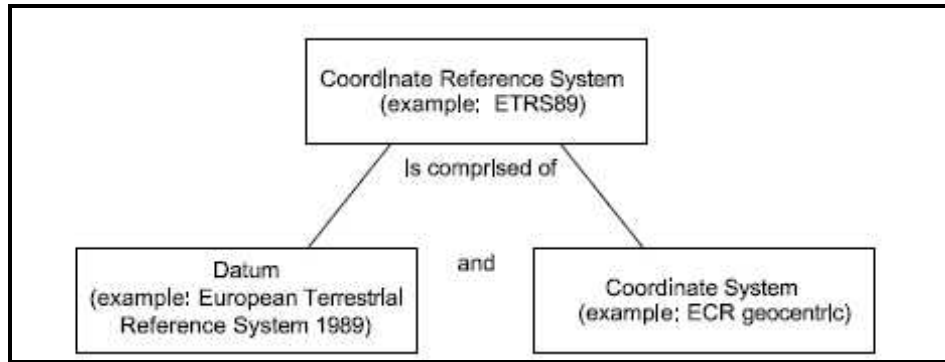 Coordinate Reference System
(example: ETRS89)
Is comprised of
Datum
(example: European Terrestrial
Reference System 1989)
and
Coordinate System
(example: ECR geocentric)